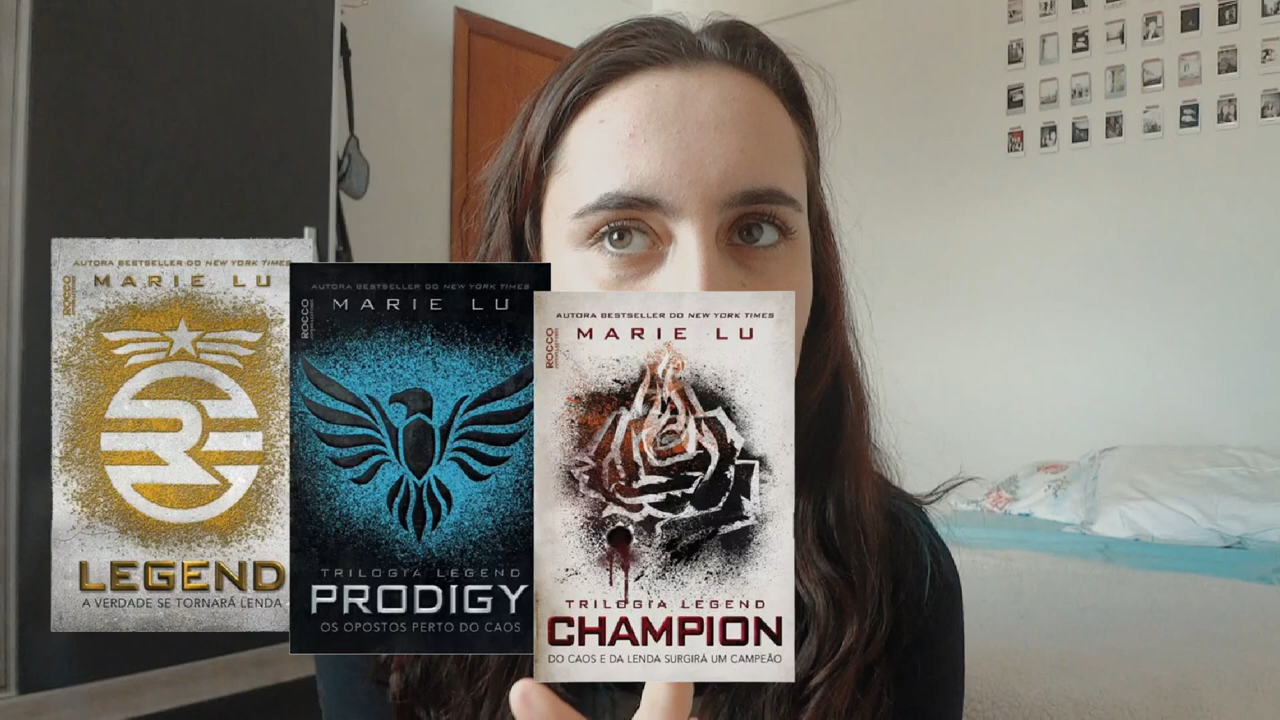 AUTORA BESTSELLER DO NEW YORK TIMES
MARIE LU
ROCCO
R
LEGEND
A VERDADE SE TORNARÁ LENDA
AUTORA BESTSELLER DO NEW YORK TIMES
MARIE LU
ROCCO
TRILOGIA LEGEND
PRODIGY
OS OPOSTOS PERTO DO CAOS
AUTORA BESTSELLER DO NEW YORK TIMES
MARIE LU
ROCCO
TRILOGIA LEGEND
CHAMPION
DO CAOS E DA LENDA SURGIRÁ UM CAMPEÃO